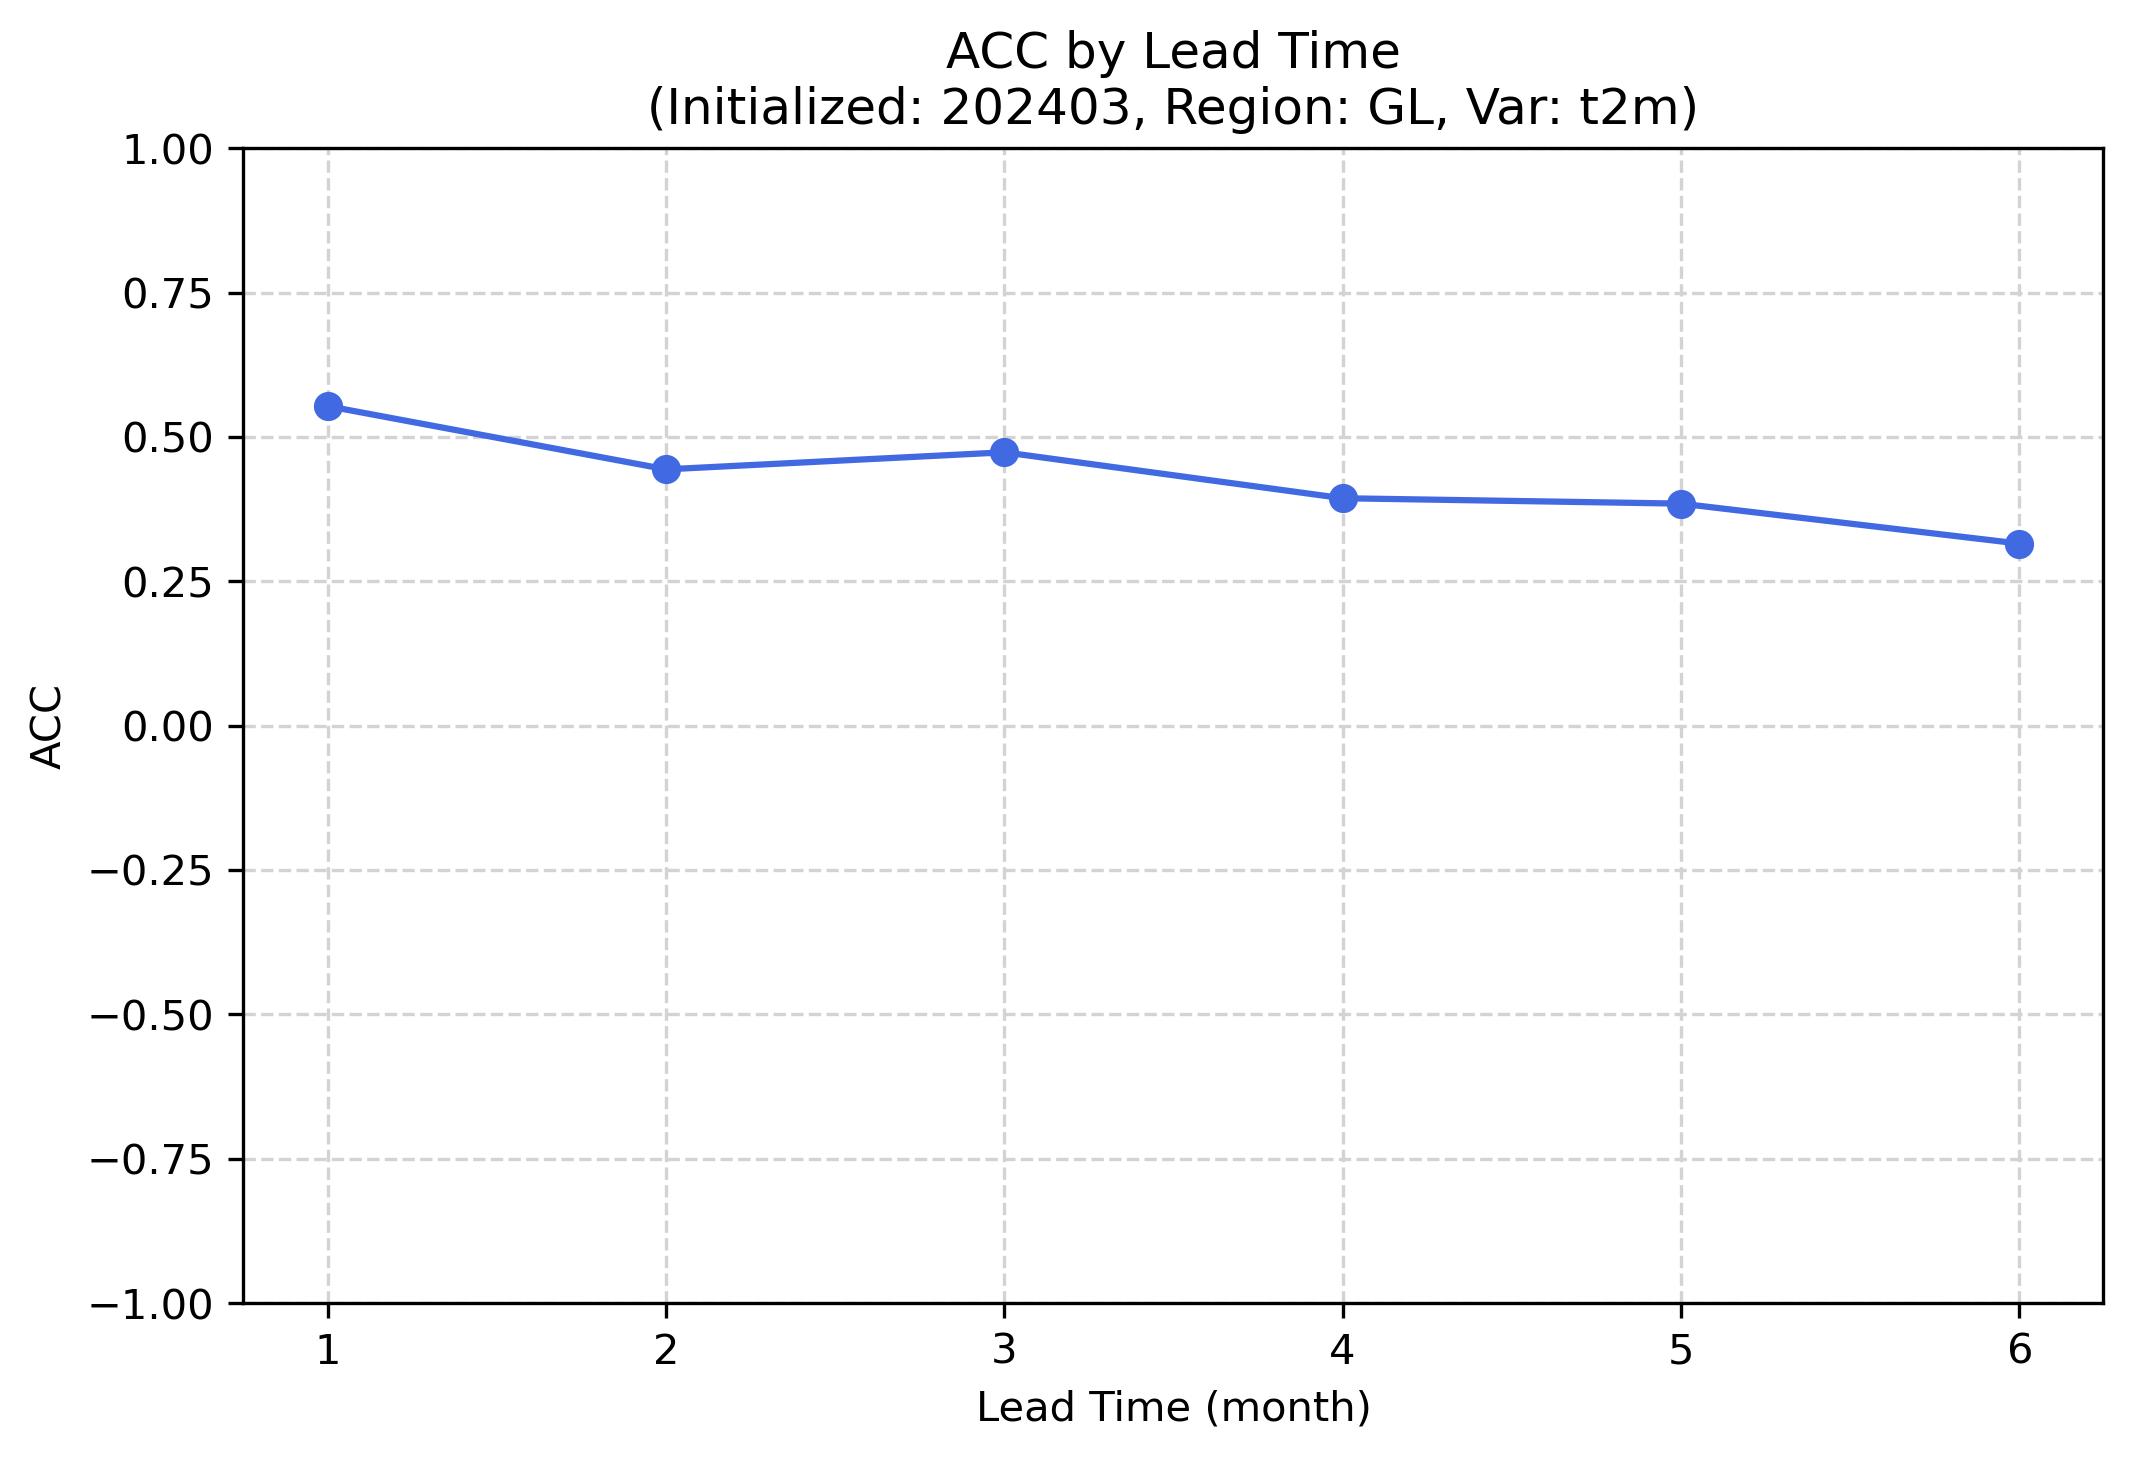 ACC by Lead Time
(Initialized: 202403, Region: GL, Var: t2m)
1.00
0.75
0.50
0.25
0.00
−0.25
−0.50
−0.75
−1.00
ACC
1 2 3 4 5 6
Lead Time (month)